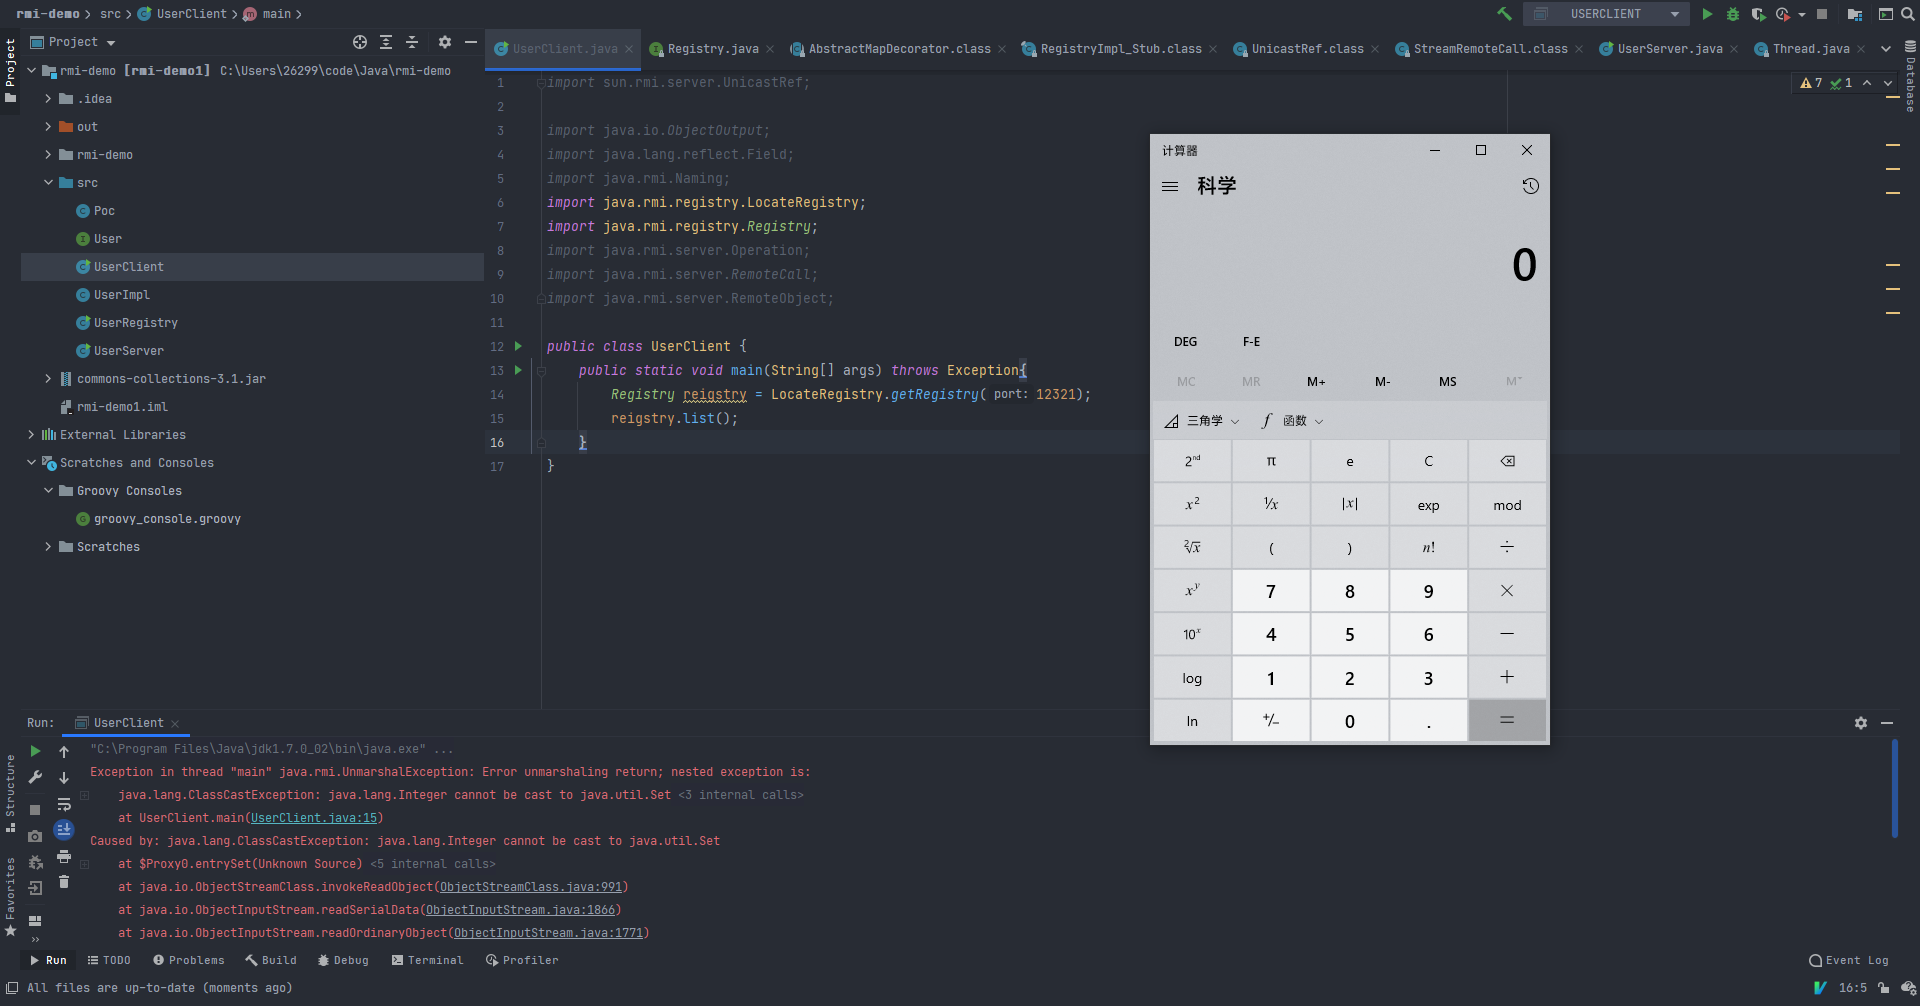 rmi-demo src UserClient main
USERCLIENT
Project
UserClient.java Registry.java AbstractMapDecorator.class RegistryImpl_Stub.class UnicastRef.class StreamRemoteCall.class UserServer.java Thread.java
Project
Database
rmi-demo [rmi-demo1] C:\Users\26299\code\Java\rmi-demo
.idea
out
rmi-demo
src
Poc
User
UserClient
UserImpl
UserRegistry
UserServer
commons-collections-3.1.jar
rmi-demo1.iml
External Libraries
Scratches and Consoles
Groovy Consoles
groovy_console.groovy
Scratches
7 1
1 import sun.rmi.server.UnicastRef;
2
3 import java.io.ObjectOutput;
4 import java.lang.reflect.Field;
5 import java.rmi.Naming;
6 import java.rmi.registry.LocateRegistry;
7 import java.rmi.registry.Registry;
8 import java.rmi.server.Operation;
9 import java.rmi.server.RemoteCall;
10 import java.rmi.server.RemoteObject;
11
12 public class UserClient {
13 public static void main(String[] args) throws Exception{
14 Registry reigstry = LocateRegistry.getRegistry( port: 12321);
15 reigstry.list();
16 }
17 }
计算器
科学
0
DEG F-E
MC MR M+ M- MS M˅
三角学 f 函数
2nd π e C
x² ¹/x |x| exp mod
²√x ( ) n! ÷
xʸ 7 8 9 ×
10ˣ 4 5 6 −
log 1 2 3 +
ln +/− 0 . =
Run: UserClient
"C:\Program Files\Java\jdk1.7.0_02\bin\java.exe" ...
Exception in thread "main" java.rmi.UnmarshalException: Error unmarshaling return; nested exception is:
java.lang.ClassCastException: java.lang.Integer cannot be cast to java.util.Set <3 internal calls>
at UserClient.main(UserClient.java:15)
Caused by: java.lang.ClassCastException: java.lang.Integer cannot be cast to java.util.Set
at $Proxy0.entrySet(Unknown Source) <5 internal calls>
at java.io.ObjectStreamClass.invokeReadObject(ObjectStreamClass.java:991)
at java.io.ObjectInputStream.readSerialData(ObjectInputStream.java:1866)
at java.io.ObjectInputStream.readOrdinaryObject(ObjectInputStream.java:1771)
Structure
Favorites
Run TODO Problems Build Debug Terminal Profiler
Event Log
All files are up-to-date (moments ago)
16:5